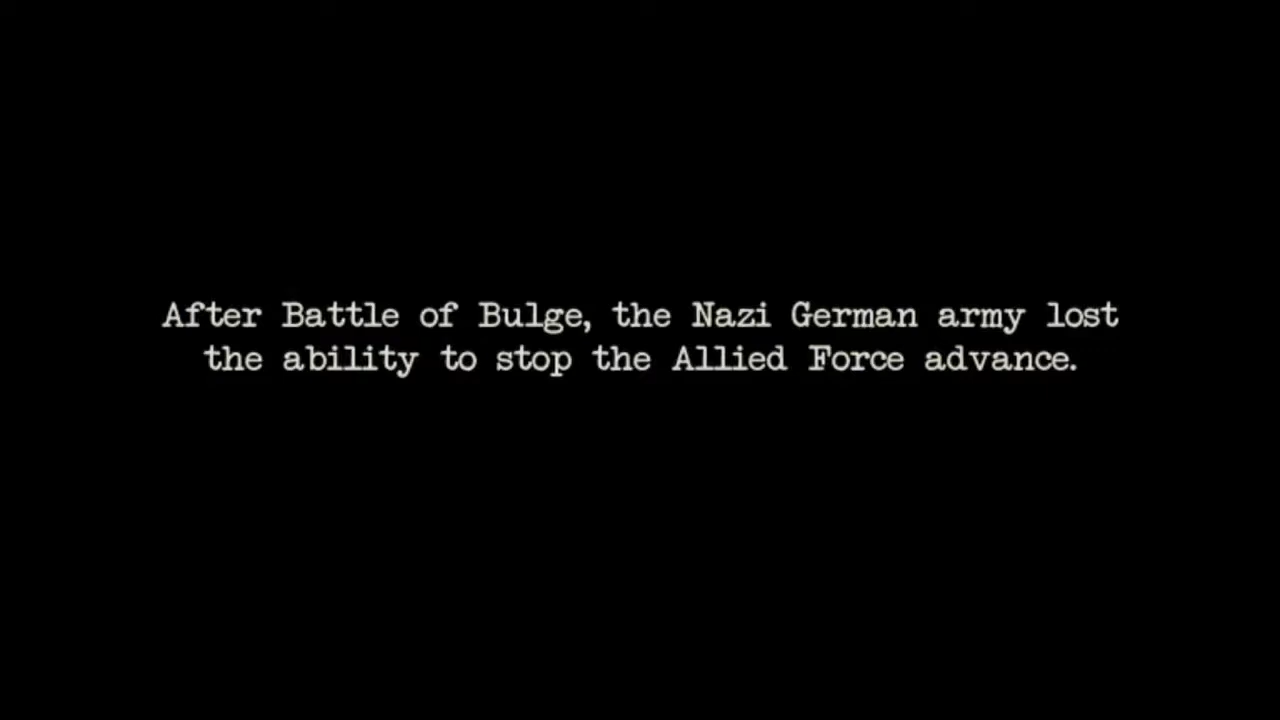 After Battle of Bulge, the Nazi German army lost
the ability to stop the Allied Force advance.